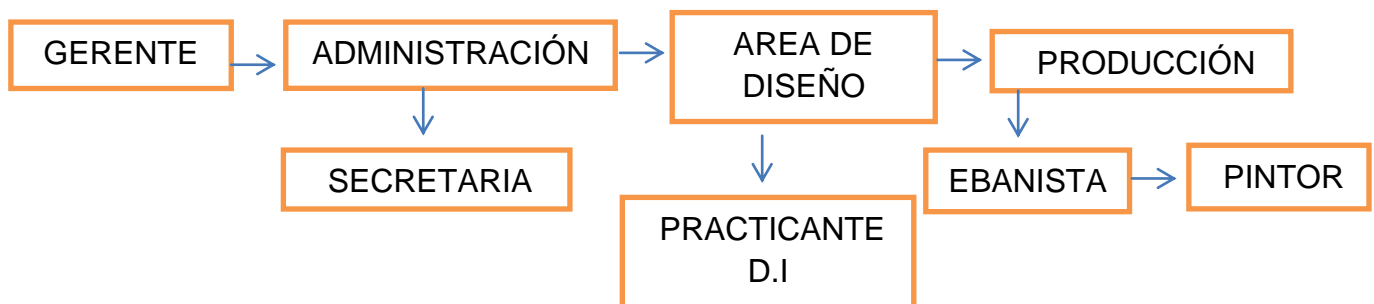 GERENTE
ADMINISTRACIÓN
AREA DE
DISEÑO
PRODUCCIÓN
SECRETARIA
PRACTICANTE
D.I
EBANISTA
PINTOR